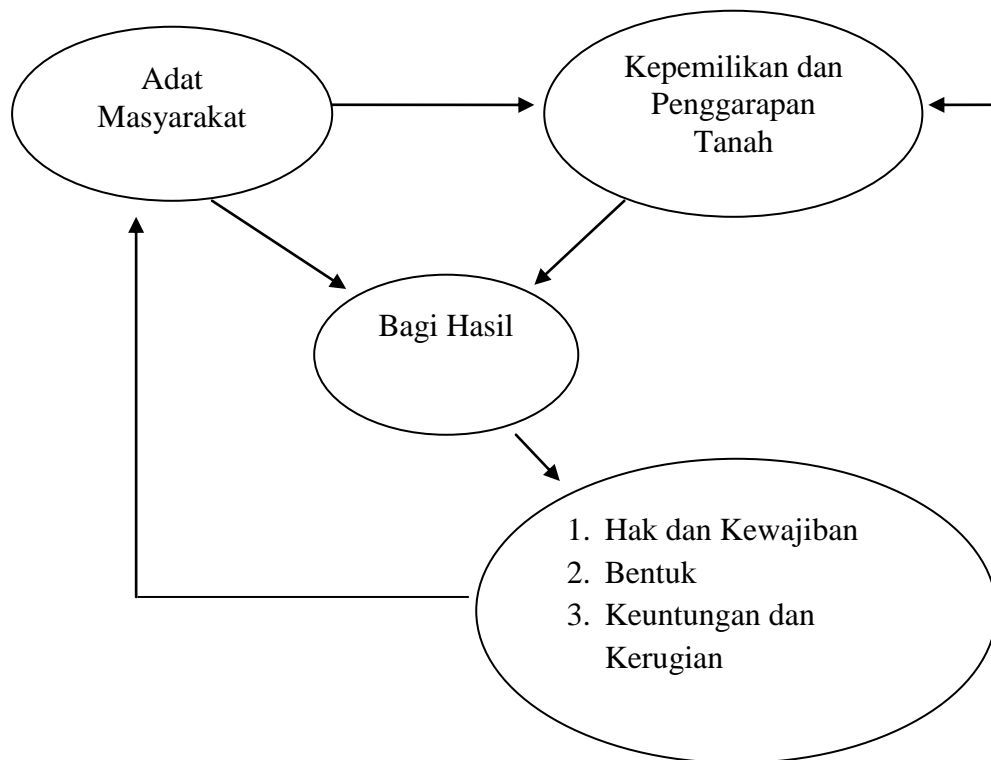 Adat
Masyarakat
Kepemilikan dan
Penggarapan
Tanah
Bagi Hasil
1. Hak dan Kewajiban
2. Bentuk
3. Keuntungan dan
Kerugian